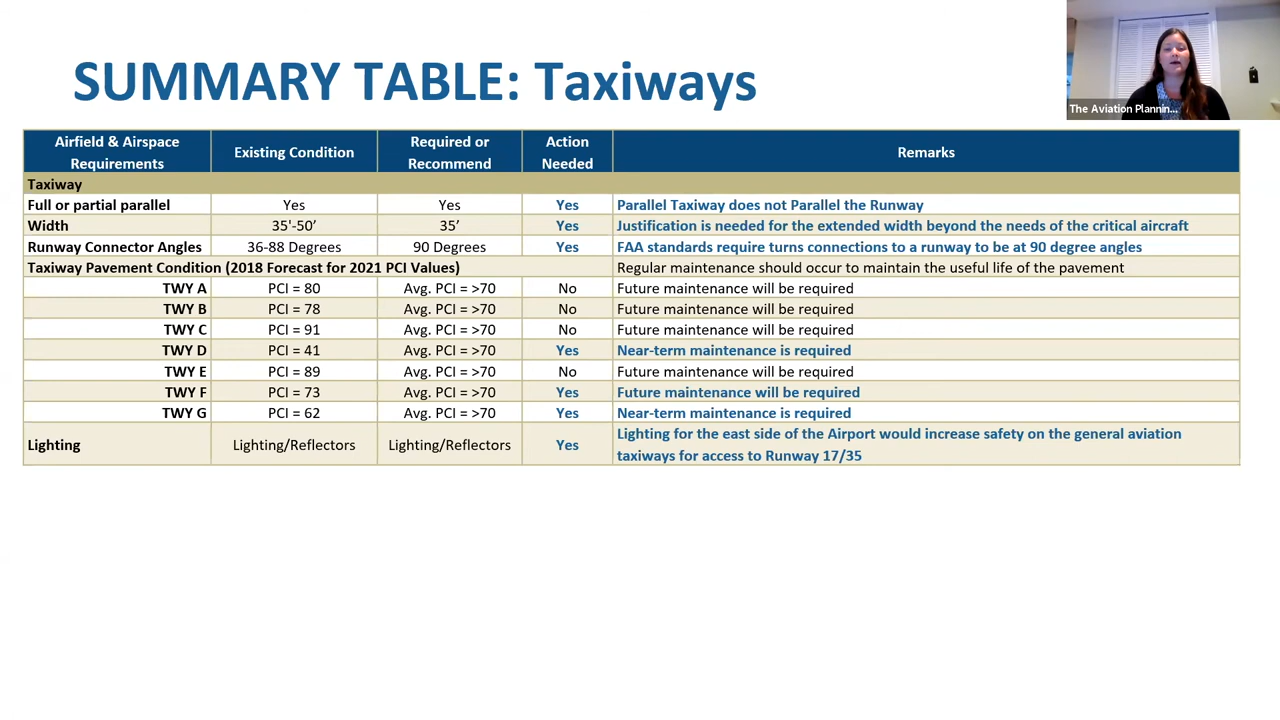 The Aviation Plannin...
SUMMARY TABLE: Taxiways
Airfield & Airspace Requirements Existing Condition Required or Recommend Action Needed Remarks
Taxiway
Full or partial parallel Yes Yes Yes Parallel Taxiway does not Parallel the Runway
Width 35'-50’ 35’ Yes Justification is needed for the extended width beyond the needs of the critical aircraft
Runway Connector Angles 36-88 Degrees 90 Degrees Yes FAA standards require turns connections to a runway to be at 90 degree angles
Taxiway Pavement Condition (2018 Forecast for 2021 PCI Values) Regular maintenance should occur to maintain the useful life of the pavement
TWY A PCI = 80 Avg. PCI = >70 No Future maintenance will be required
TWY B PCI = 78 Avg. PCI = >70 No Future maintenance will be required
TWY C PCI = 91 Avg. PCI = >70 No Future maintenance will be required
TWY D PCI = 41 Avg. PCI = >70 Yes Near-term maintenance is required
TWY E PCI = 89 Avg. PCI = >70 No Future maintenance will be required
TWY F PCI = 73 Avg. PCI = >70 Yes Future maintenance will be required
TWY G PCI = 62 Avg. PCI = >70 Yes Near-term maintenance is required
Lighting Lighting/Reflectors Lighting/Reflectors Yes Lighting for the east side of the Airport would increase safety on the general aviation
taxiways for access to Runway 17/35